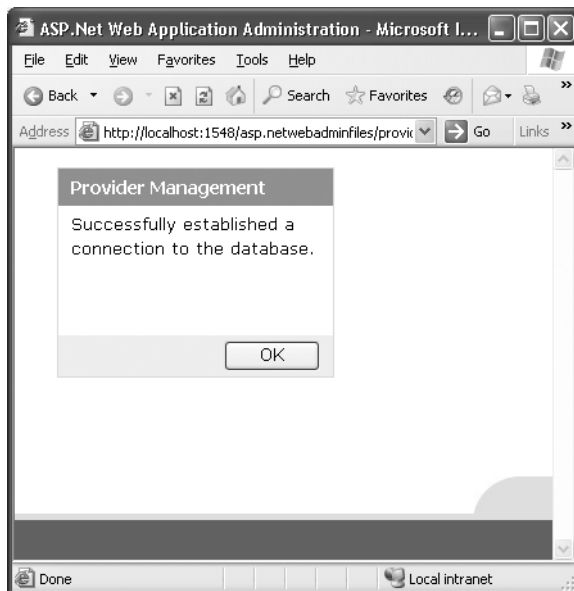 ASP.Net Web Application Administration - Microsoft I...
File Edit View Favorites Tools Help
Back Search Favorites »
Address http://localhost:1548/asp.netwebadminfiles/provic Go Links »
Provider Management
Successfully established a
connection to the database.
OK
Done Local intranet